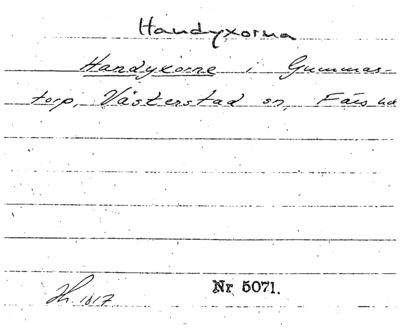 Handyxorna
Handyxorne i Gummas-
torp, Västerstad sn, Färs hd
Nr 5071.